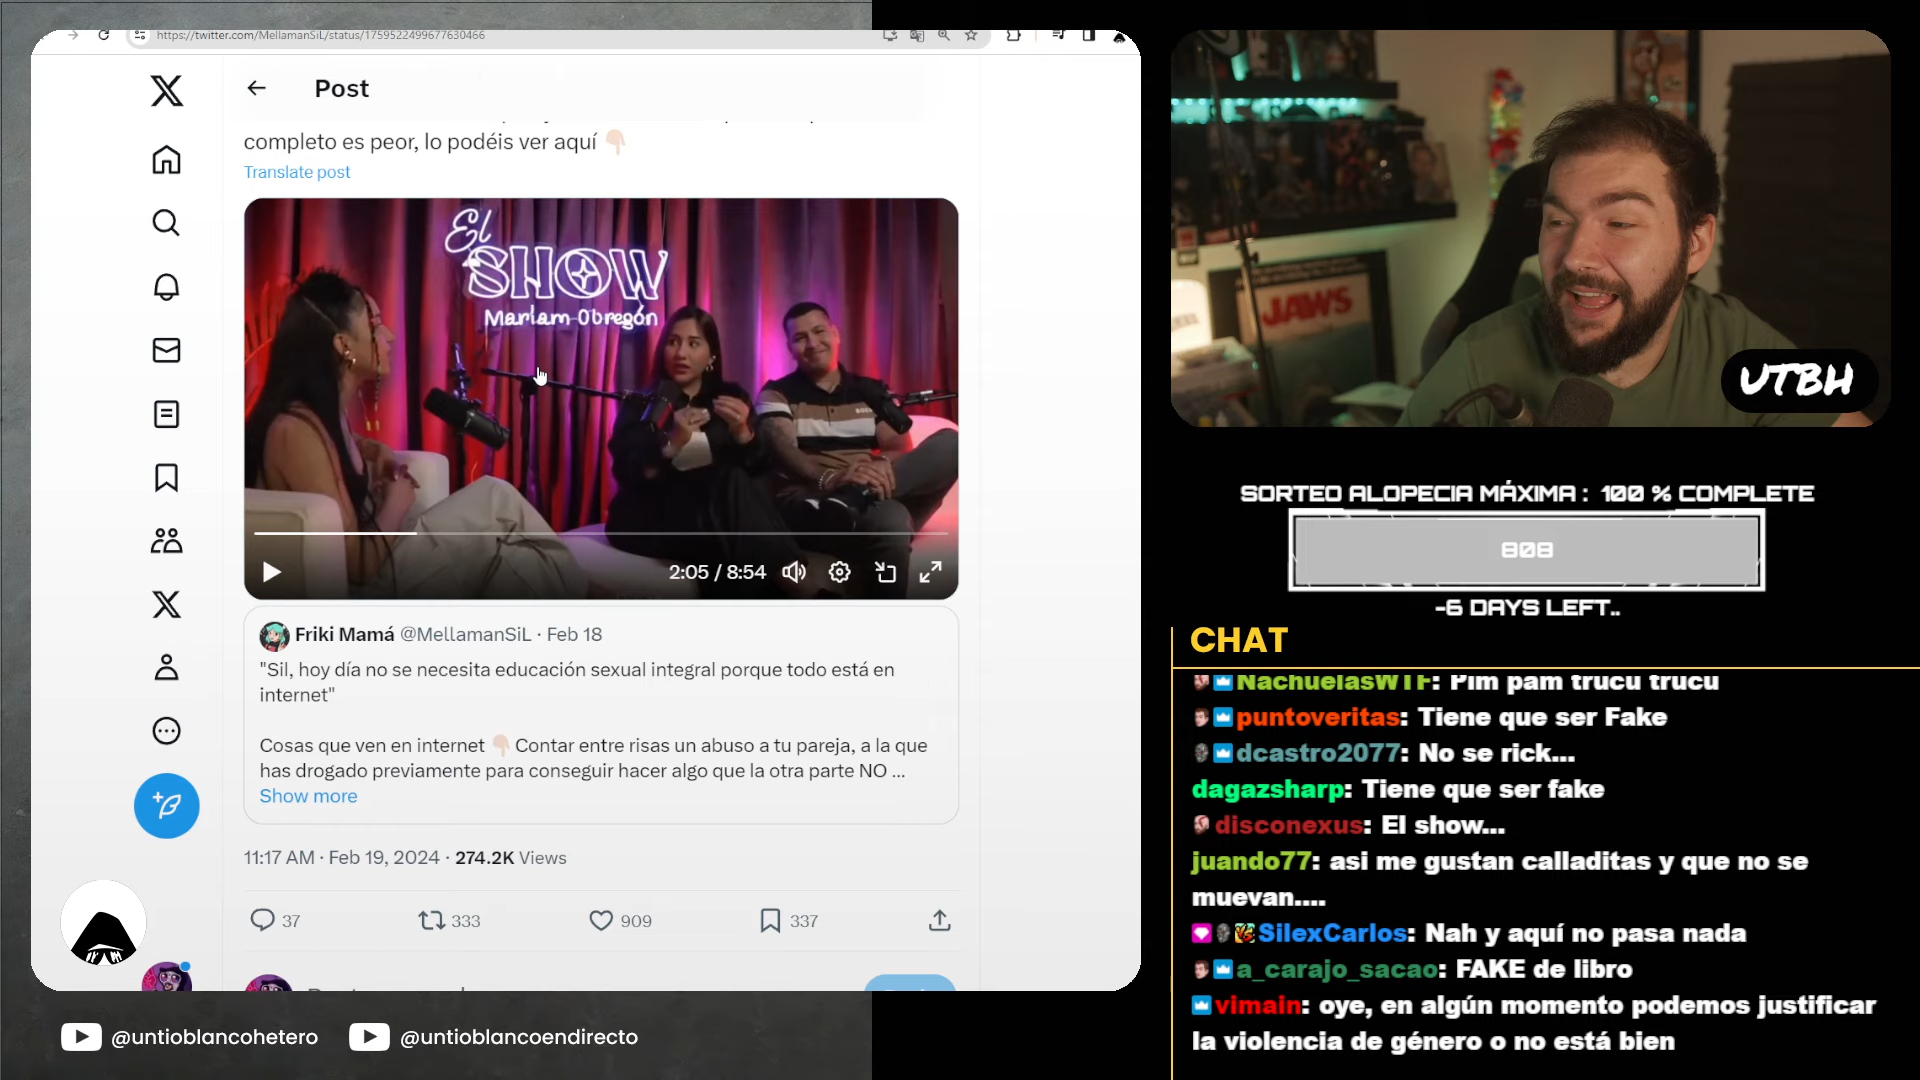 https://twitter.com/MellamanSiL/status/1759522499677630466
Post
completo es peor, lo podéis ver aquí 👇🏻
Translate post
El
SHOW
Mariam Obregón
2:05 / 8:54
Friki Mamá @MellamanSiL · Feb 18
"Sil, hoy día no se necesita educación sexual integral porque todo está en
internet"
Cosas que ven en internet 👇🏻 Contar entre risas un abuso a tu pareja, a la que
has drogado previamente para conseguir hacer algo que la otra parte NO ...
Show more
11:17 AM · Feb 19, 2024 · 274.2K Views
37
333
909
337
@untioblancohetero
@untioblancoendirecto
JAWS
UTBH
SORTEO ALOPECIA MÁXIMA : 100 % COMPLETE
808
-6 DAYS LEFT..
CHAT
NachuelasWTF: Pim pam trucu trucu
puntoveritas: Tiene que ser Fake
dcastro2077: No se rick...
dagazsharp: Tiene que ser fake
disconexus: El show...
juando77: asi me gustan calladitas y que no se
muevan....
SilexCarlos: Nah y aquí no pasa nada
a_carajo_sacao: FAKE de libro
vimain: oye, en algún momento podemos justificar
la violencia de género o no está bien